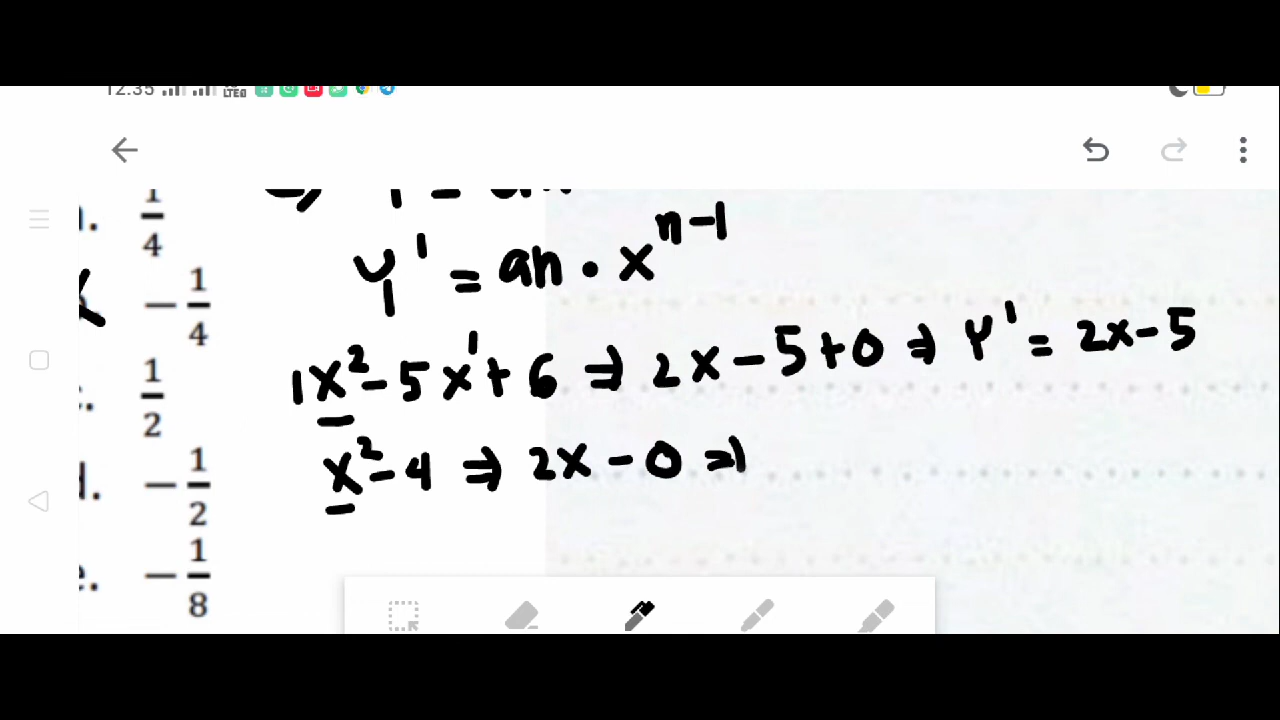 12.35
1/4
y' = an · x^{n-1}
- 1/4
1x² - 5x¹ + 6 ⇒ 2x - 5 + 0 ⇒ y' = 2x - 5
1/2
x² - 4 ⇒ 2x - 0 ⇒
d. - 1/2
e. - 1/8